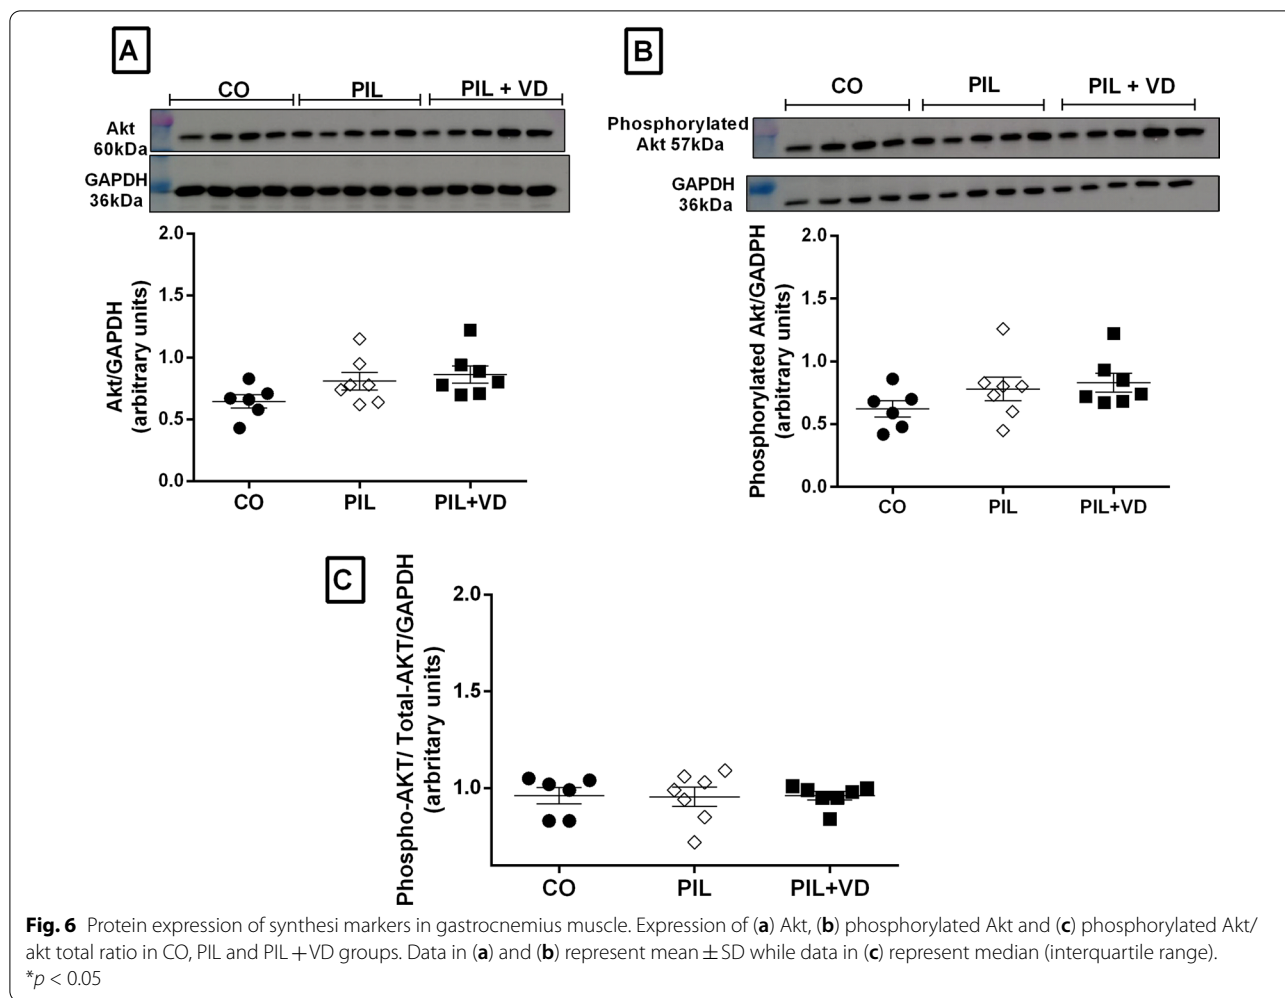 A
CO PIL PIL + VD
Akt
60kDa
GAPDH
36kDa
2.0
1.5
1.0
0.5
0.0
Akt/GAPDH
(arbitrary units)
CO PIL PIL+VD
B
CO PIL PIL + VD
Phosphorylated
Akt 57kDa
GAPDH
36kDa
2.0
1.5
1.0
0.5
0.0
Phosphorylated Akt/GADPH
(arbitrary units)
CO PIL PIL+VD
C
2.0
1.5
1.0
Phospho-AKT/ Total-AKT/GAPDH
(arbritary units)
CO PIL PIL+VD
Fig. 6 Protein expression of synthesi markers in gastrocnemius muscle. Expression of (a) Akt, (b) phosphorylated Akt and (c) phosphorylated Akt/
akt total ratio in CO, PIL and PIL + VD groups. Data in (a) and (b) represent mean ± SD while data in (c) represent median (interquartile range).
*p < 0.05